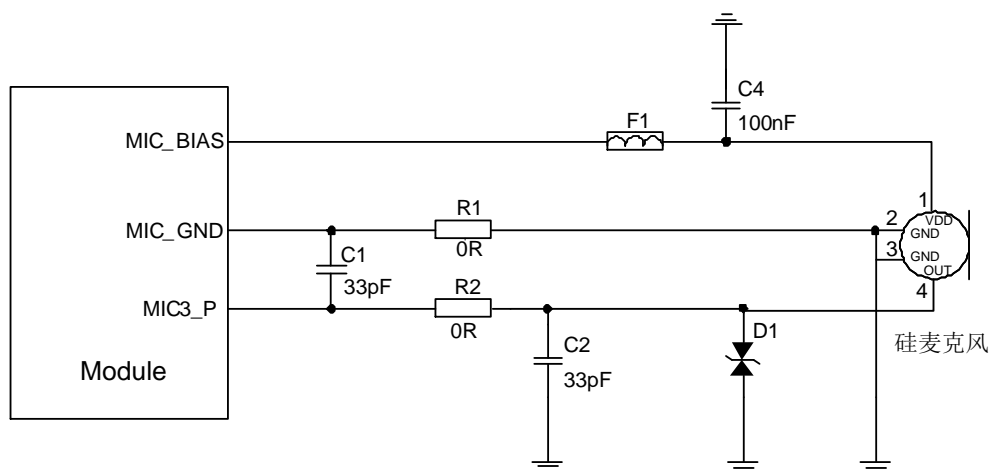 C4
100nF
F1
MIC_BIAS
1
VDD
2
GND
R1
MIC_GND
0R
3
GND
OUT
C1
33pF
R2
4
MIC3_P
0R
D1
C2
33pF
硅麦克风
Module